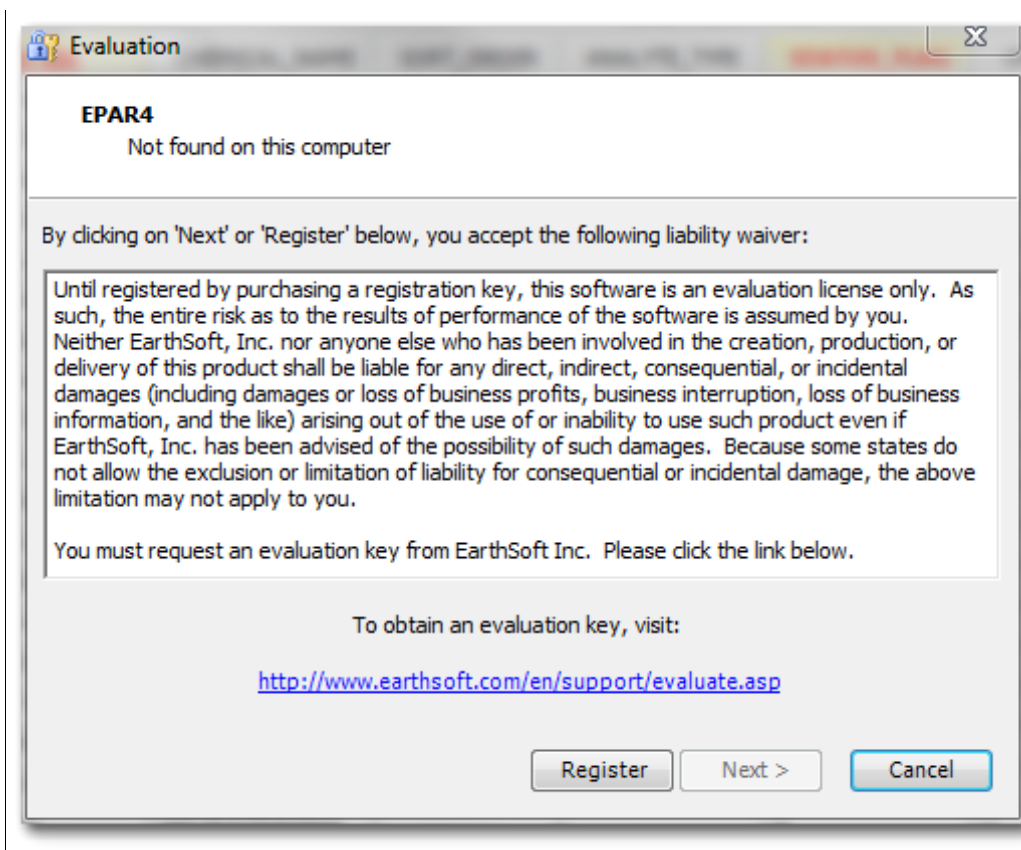 Evaluation
EPAR4
Not found on this computer
By clicking on 'Next' or 'Register' below, you accept the following liability waiver:
Until registered by purchasing a registration key, this software is an evaluation license only.  As
such, the entire risk as to the results of performance of the software is assumed by you.
Neither EarthSoft, Inc. nor anyone else who has been involved in the creation, production, or
delivery of this product shall be liable for any direct, indirect, consequential, or incidental
damages (including damages or loss of business profits, business interruption, loss of business
information, and the like) arising out of the use of or inability to use such product even if
EarthSoft, Inc. has been advised of the possibility of such damages.  Because some states do
not allow the exclusion or limitation of liability for consequential or incidental damage, the above
limitation may not apply to you.
You must request an evaluation key from EarthSoft Inc.  Please click the link below.
To obtain an evaluation key, visit:
http://www.earthsoft.com/en/support/evaluate.asp
Register Next > Cancel